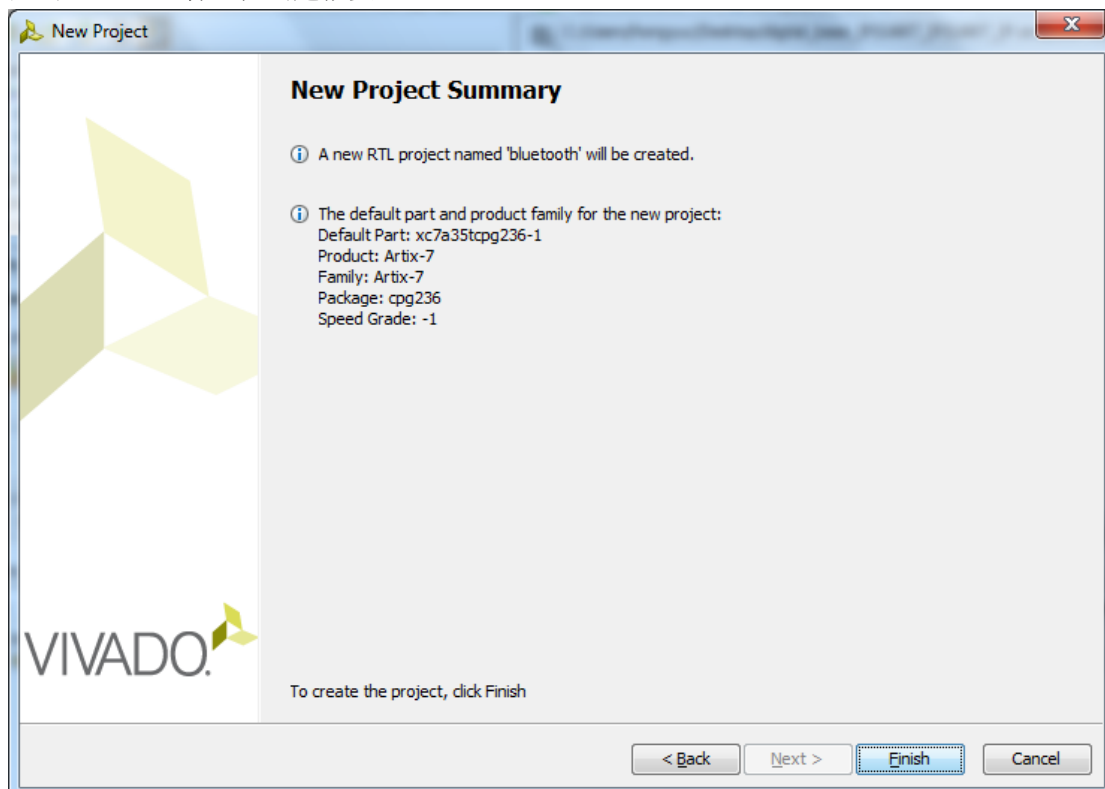 New Project
New Project Summary
A new RTL project named 'bluetooth' will be created.
The default part and product family for the new project:
Default Part: xc7a35tcpg236-1
Product: Artix-7
Family: Artix-7
Package: cpg236
Speed Grade: -1
VIVADO.
To create the project, click Finish
< Back
Next >
Finish
Cancel